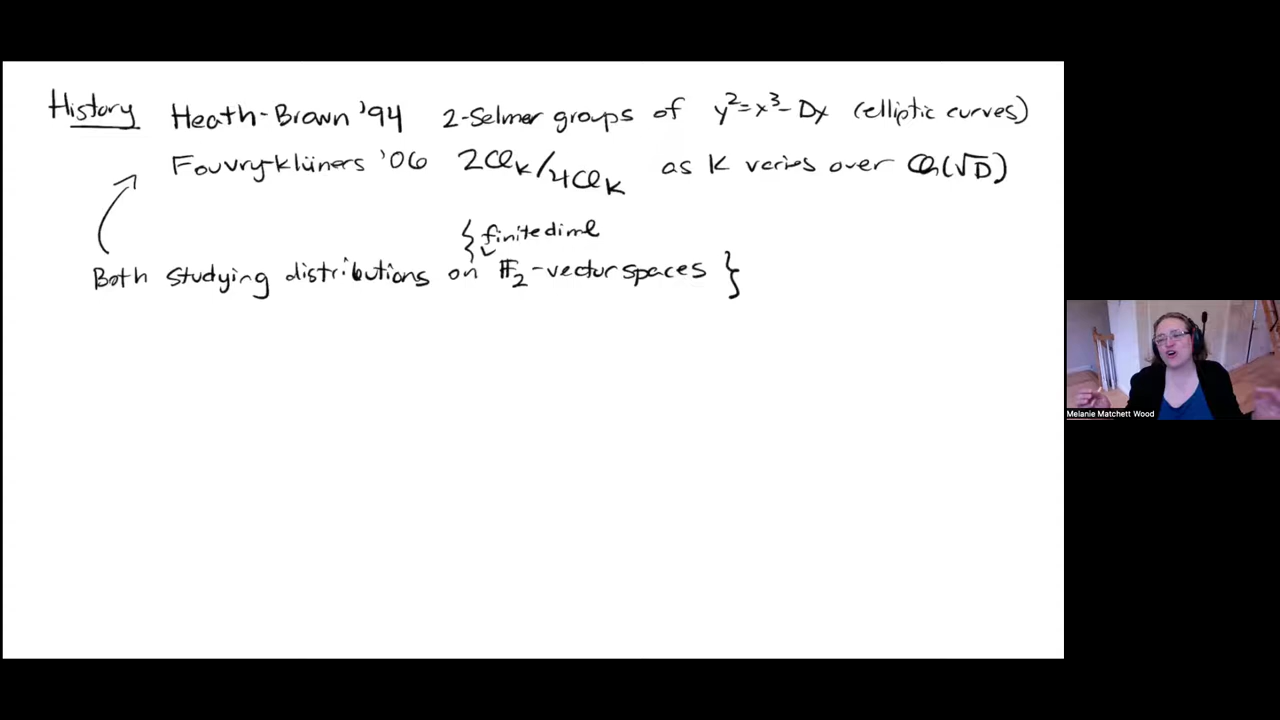 History Heath-Brown '94 2-Selmer groups of y²=x³-Dx (elliptic curves)
Fouvry-Klüners '06 2Cl_K/4Cl_K as K varies over Q(√D)
{ finite diml
Both studying distributions on F₂-vector spaces }
Melanie Matchett Wood